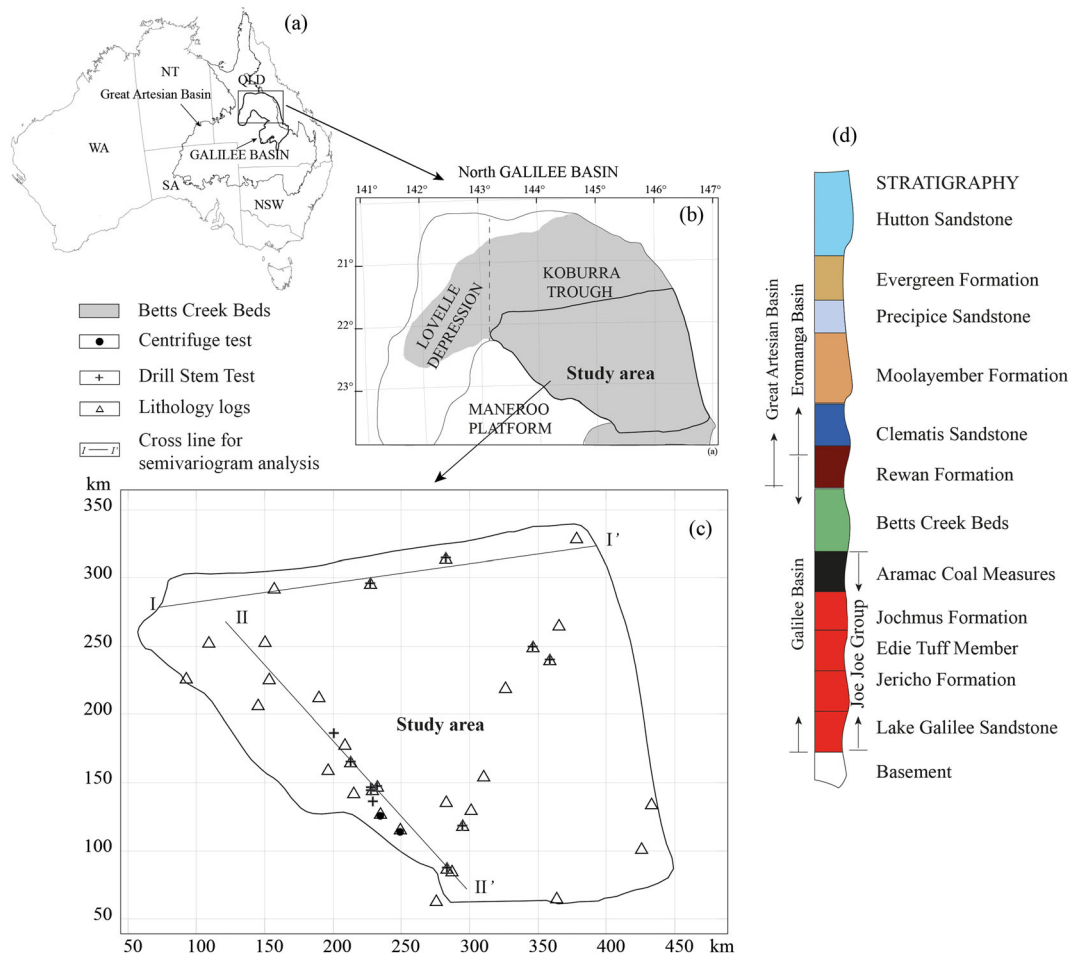 (a)
NT
QLD
Great Artesian Basin
WA
GALILEE BASIN
SA
NSW
North GALILEE BASIN
141° 142° 143° 144° 145° 146° 147°
(b)
21°
22°
23°
KOBURRA
TROUGH
LOVELLE
DEPRESSION
Study area
MANEROO
PLATFORM
(a)
Betts Creek Beds
Centrifuge test
Drill Stem Test
Lithology logs
I I'
Cross line for
semivariogram analysis
km
350
300
250
200
150
100
50
(c)
I
I'
II
II'
Study area
50 100 150 200 250 300 350 400 450 km
(d)
STRATIGRAPHY
Hutton Sandstone
Evergreen Formation
Precipice Sandstone
Moolayember Formation
Clematis Sandstone
Rewan Formation
Betts Creek Beds
Aramac Coal Measures
Jochmus Formation
Edie Tuff Member
Jericho Formation
Lake Galilee Sandstone
Basement
Great Artesian Basin
Eromanga Basin
Galilee Basin
Joe Joe Group